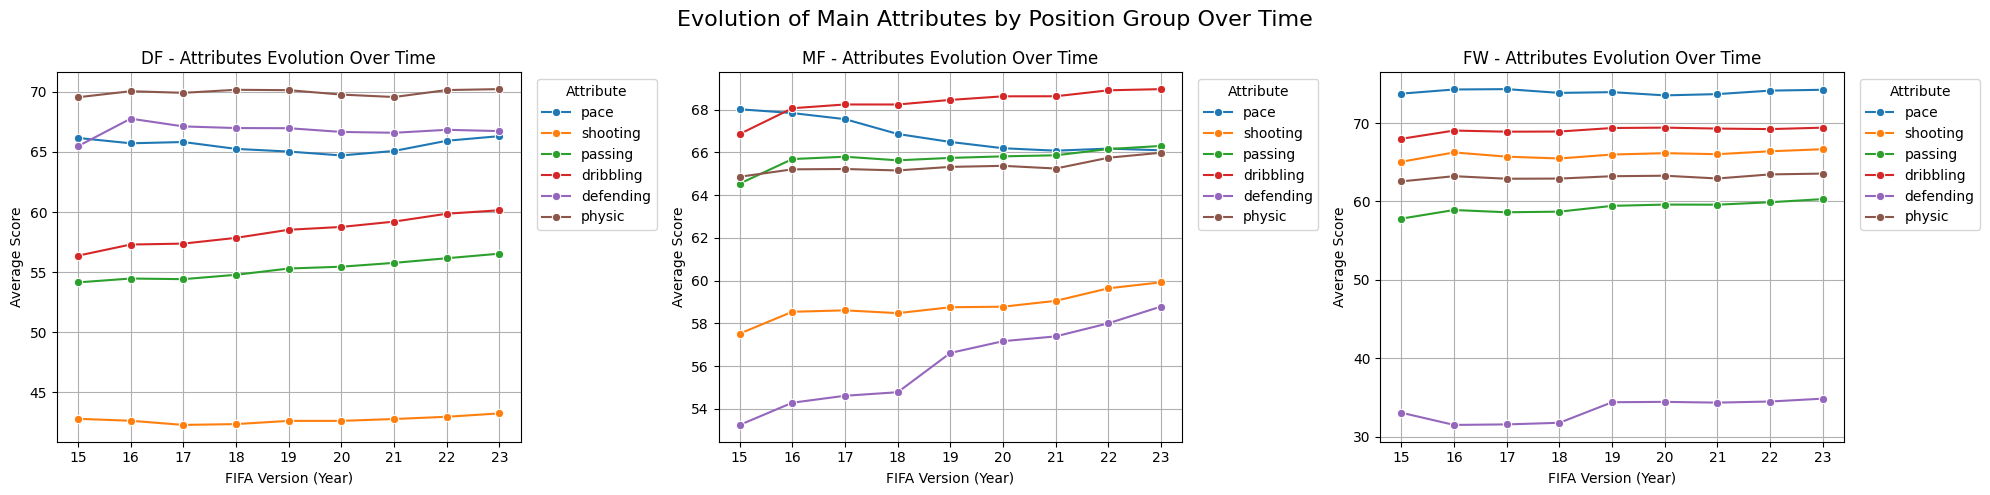 Evolution of Main Attributes by Position Group Over Time
DF - Attributes Evolution Over Time
Average Score
70
65
60
55
50
45
15 16 17 18 19 20 21 22 23
FIFA Version (Year)
Attribute
pace
shooting
passing
dribbling
defending
physic
MF - Attributes Evolution Over Time
Average Score
68
66
64
62
60
58
56
54
15 16 17 18 19 20 21 22 23
FIFA Version (Year)
Attribute
pace
shooting
passing
dribbling
defending
physic
FW - Attributes Evolution Over Time
Average Score
70
60
50
40
30
15 16 17 18 19 20 21 22 23
FIFA Version (Year)
Attribute
pace
shooting
passing
dribbling
defending
physic